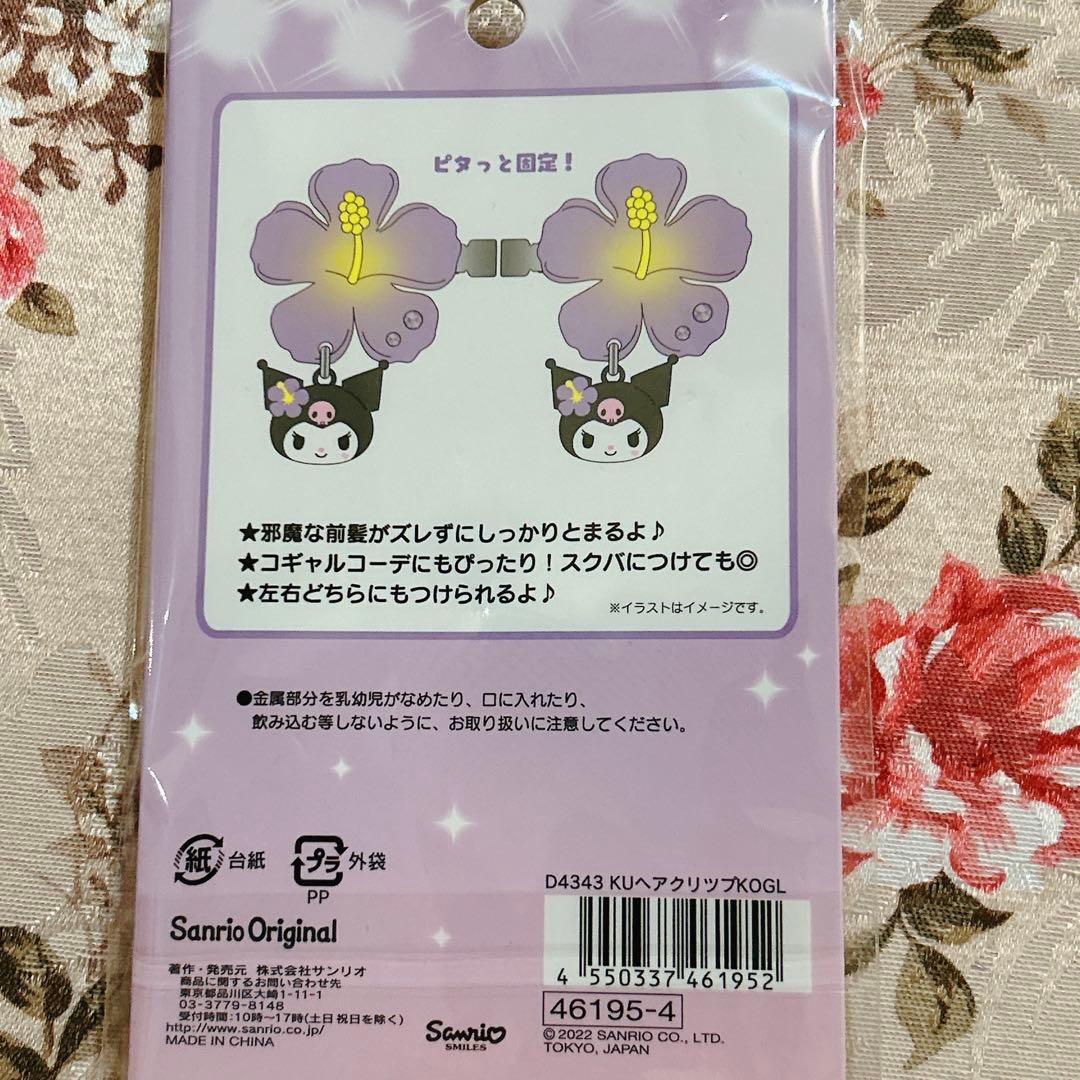 ピタっと固定!
★邪魔な前髪がズレずにしっかりとまるよ♪
★コギャルコーデにもぴったり!スクバにつけても◎
★左右どちらにもつけられるよ♪
※イラストはイメージです。
●金属部分を乳幼児がなめたり、口に入れたり、
飲み込む等しないように、お取り扱いに注意してください。
紙 台紙 プラ 外袋
PP
D4343 KUヘアクリツプKOGL
4 550337 461952
46195-4
©2022 SANRIO CO., LTD.
TOKYO, JAPAN
Sanrio Original
著作・発売元 株式会社サンリオ
商品に関するお問い合わせ先
東京都品川区大崎1-11-1
03-3779-8148
受付時間:10時~17時(土日祝日を除く)
http://www.sanrio.co.jp/
MADE IN CHINA
Sanrio
SMILES